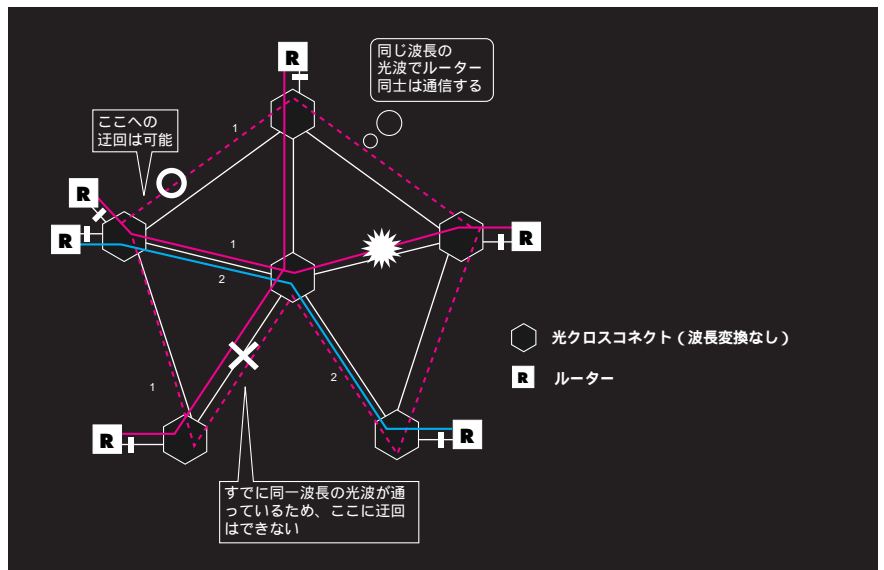 R
同じ波長の
光波でルーター
同士は通信する
ここへの
迂回は可能
1
R
R
1
2
R
光クロスコネクト（波長変換なし）
R ルーター
1
2
R
R
すでに同一波長の光波が通
っているため、ここに迂回
はできない